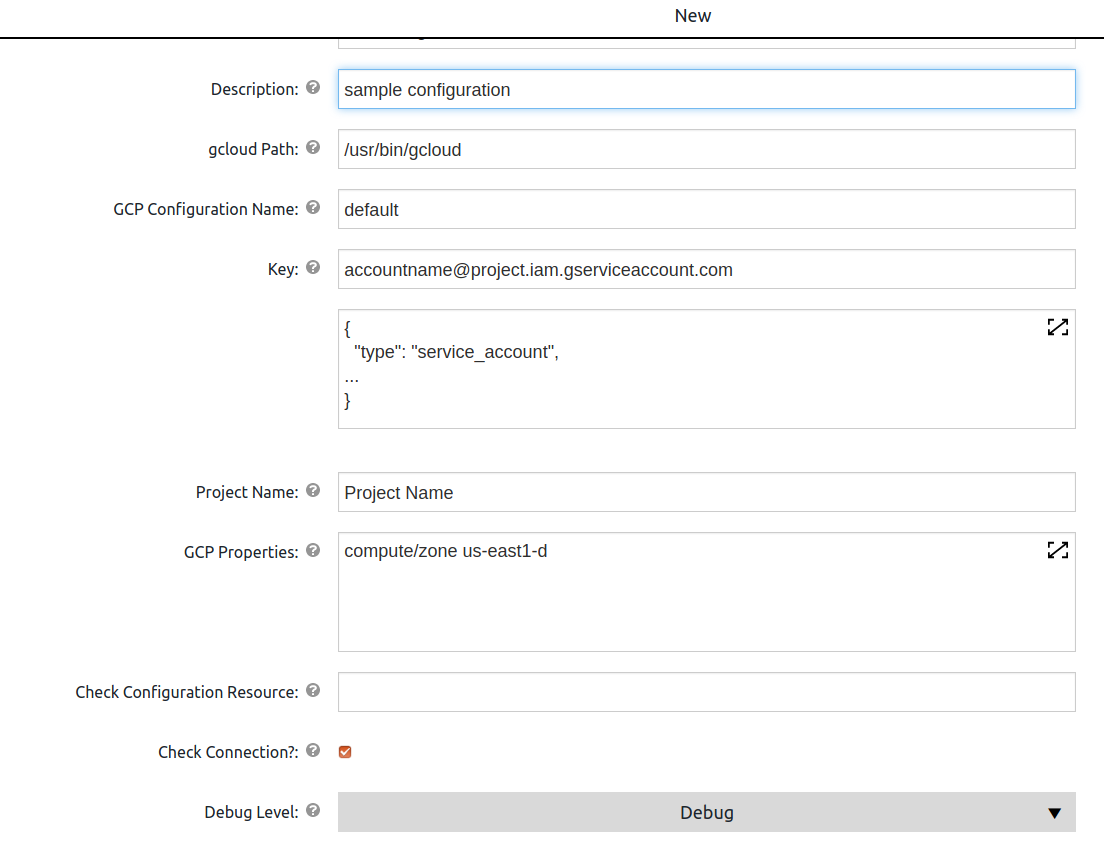 New
Description: sample configuration
gcloud Path: /usr/bin/gcloud
GCP Configuration Name: default
Key: accountname@project.iam.gserviceaccount.com
{
"type": "service_account",
...
}
Project Name: Project Name
GCP Properties: compute/zone us-east1-d
Check Configuration Resource:
Check Connection?:
Debug Level: Debug